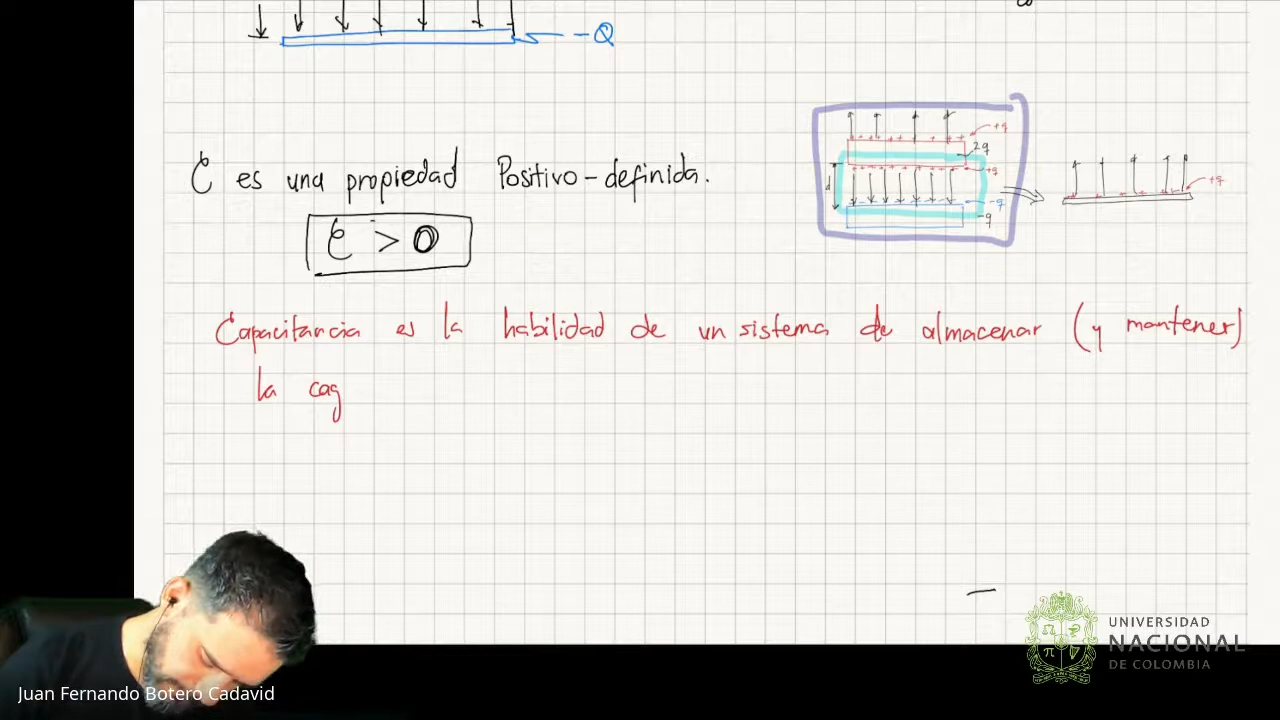 -Q
C es una propiedad Positivo-definida.
C > 0
+q
2q
+q
d
-q
-q
+q
Capacitancia es la habilidad de un sistema de almacenar (y mantener)
la cag
UNIVERSIDAD
NACIONAL
DE COLOMBIA
Juan Fernando Botero Cadavid